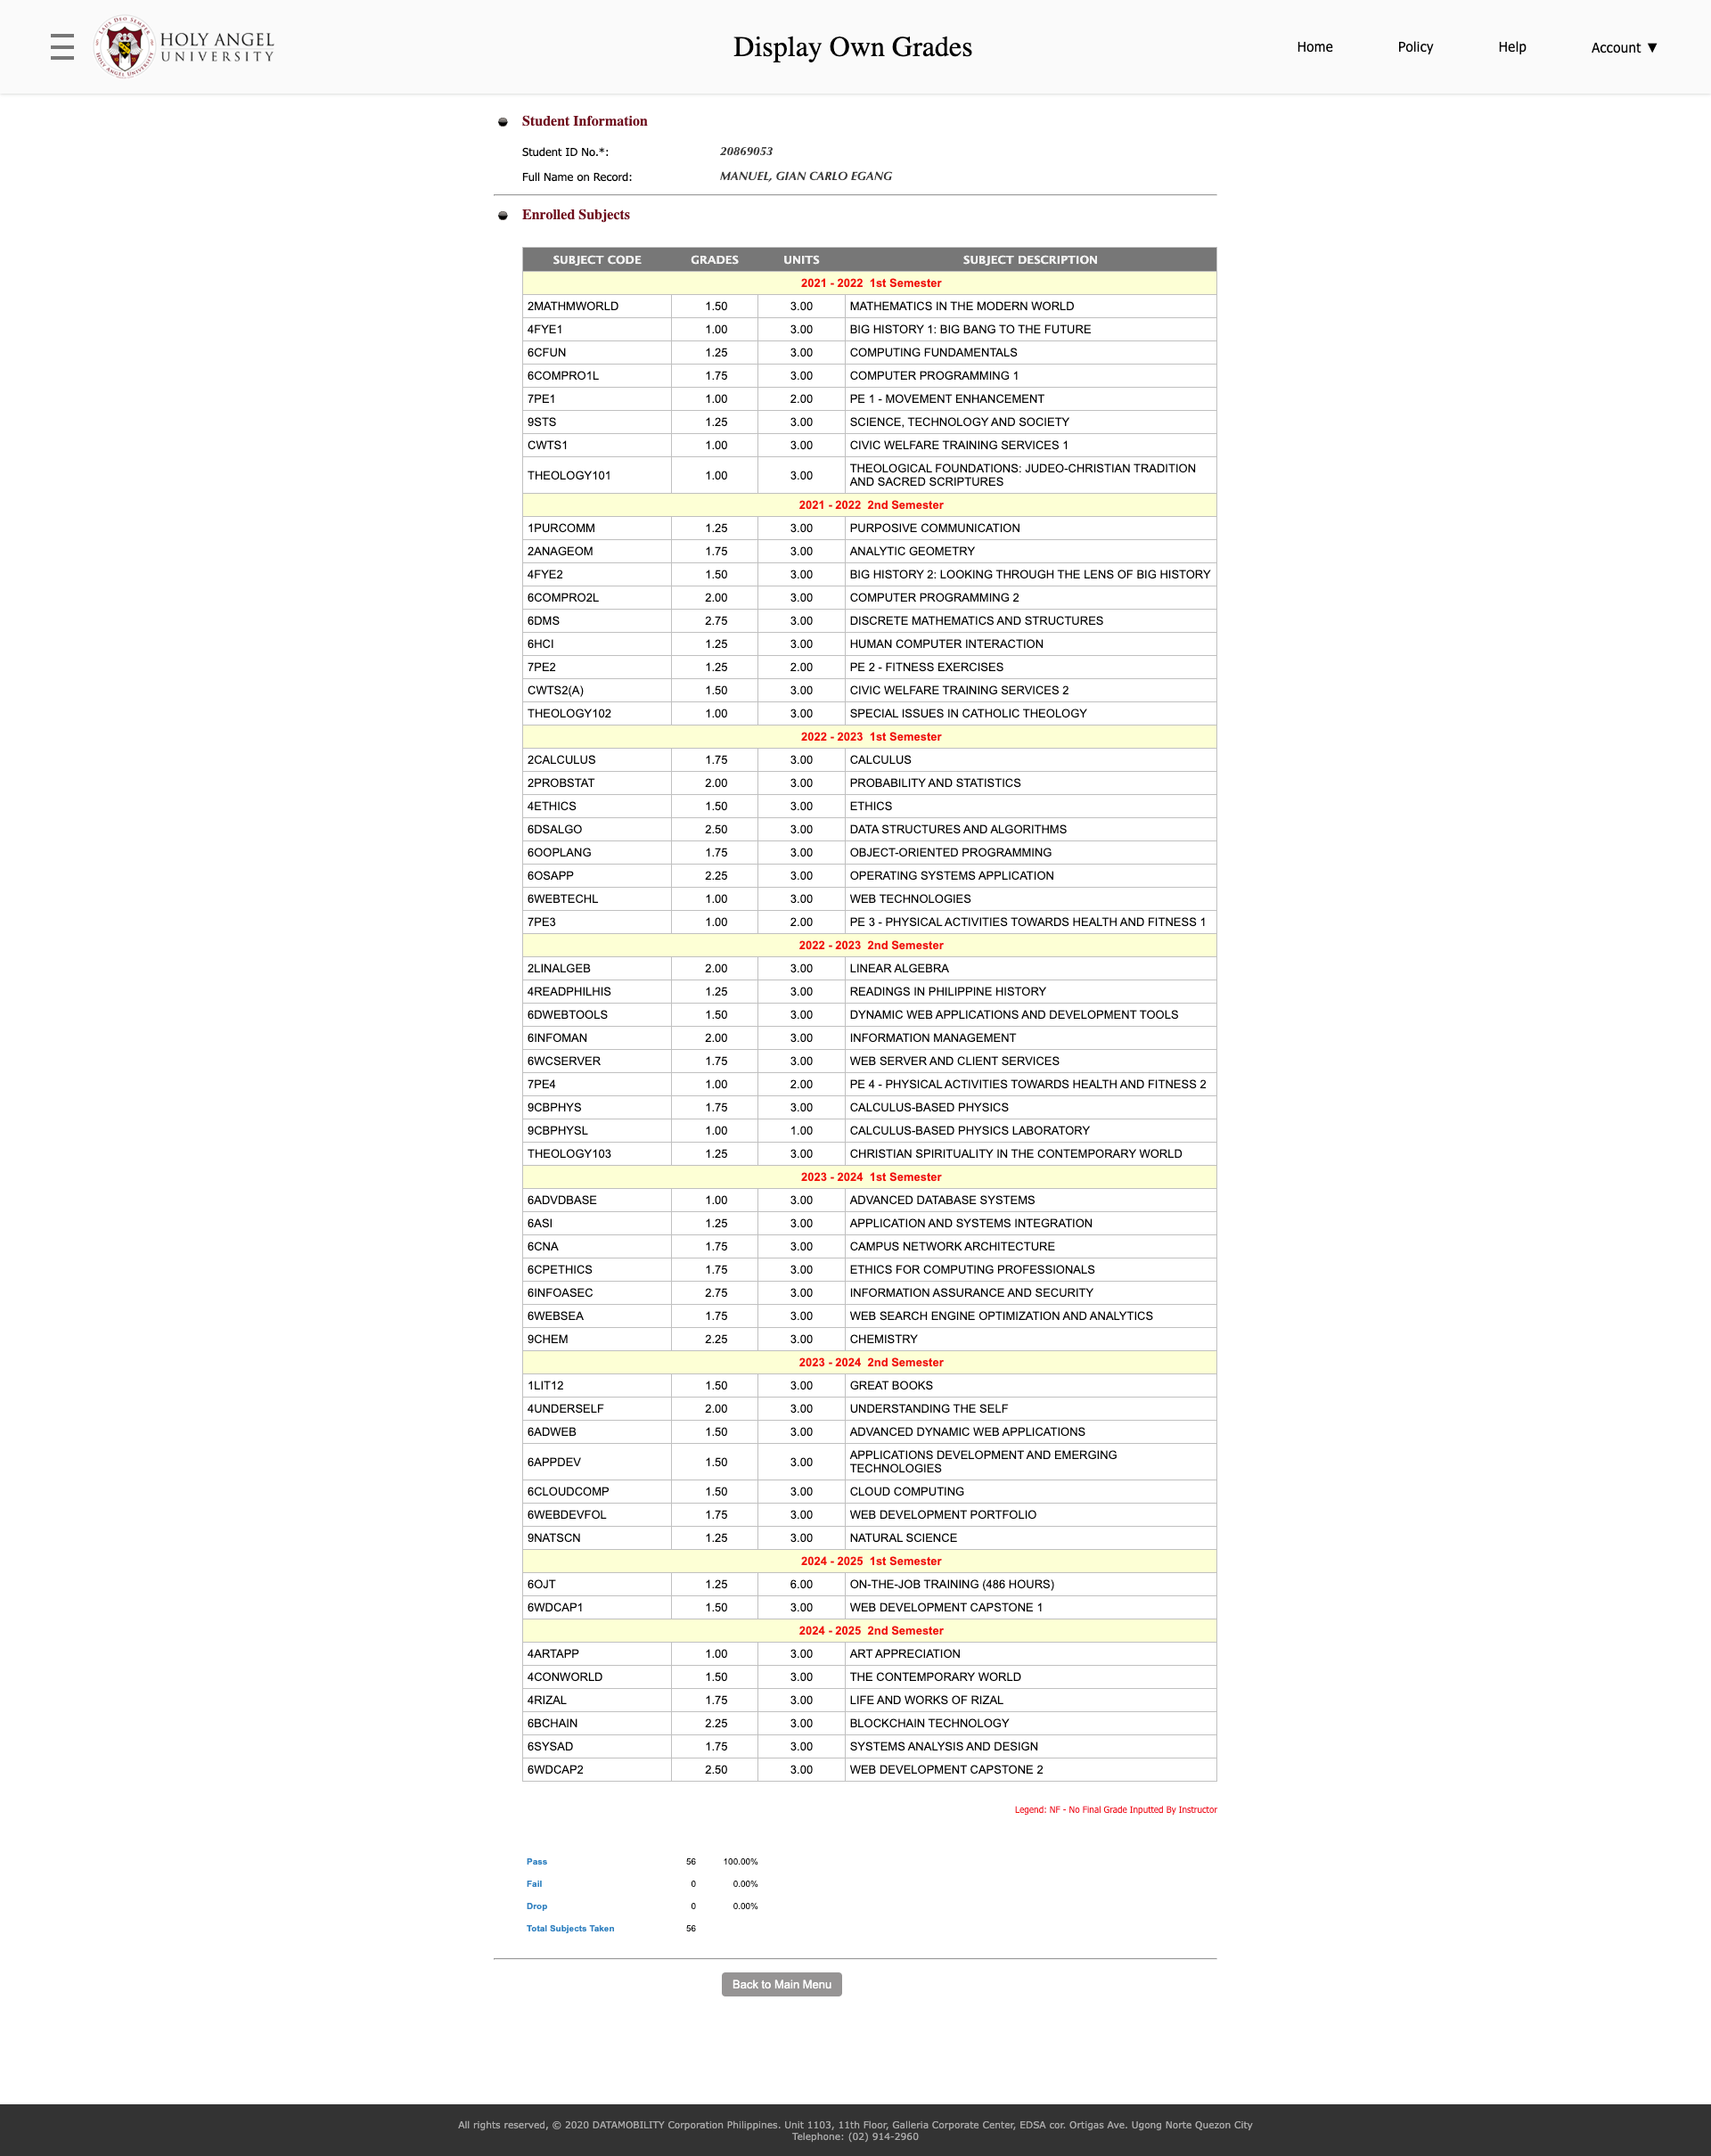 HOLY ANGEL
UNIVERSITY
Display Own Grades
Home
Policy
Help
Account ▼
Student Information
Student ID No.*: 20869053
Full Name on Record: MANUEL, GIAN CARLO EGANG
Enrolled Subjects
SUBJECT CODE GRADES UNITS SUBJECT DESCRIPTION
2021 - 2022 1st Semester
2MATHMWORLD 1.50 3.00 MATHEMATICS IN THE MODERN WORLD
4FYE1 1.00 3.00 BIG HISTORY 1: BIG BANG TO THE FUTURE
6CFUN 1.25 3.00 COMPUTING FUNDAMENTALS
6COMPRO1L 1.75 3.00 COMPUTER PROGRAMMING 1
7PE1 1.00 2.00 PE 1 - MOVEMENT ENHANCEMENT
9STS 1.25 3.00 SCIENCE, TECHNOLOGY AND SOCIETY
CWTS1 1.00 3.00 CIVIC WELFARE TRAINING SERVICES 1
THEOLOGY101 1.00 3.00 THEOLOGICAL FOUNDATIONS: JUDEO-CHRISTIAN TRADITION
AND SACRED SCRIPTURES
2021 - 2022 2nd Semester
1PURCOMM 1.25 3.00 PURPOSIVE COMMUNICATION
2ANAGEOM 1.75 3.00 ANALYTIC GEOMETRY
4FYE2 1.50 3.00 BIG HISTORY 2: LOOKING THROUGH THE LENS OF BIG HISTORY
6COMPRO2L 2.00 3.00 COMPUTER PROGRAMMING 2
6DMS 2.75 3.00 DISCRETE MATHEMATICS AND STRUCTURES
6HCI 1.25 3.00 HUMAN COMPUTER INTERACTION
7PE2 1.25 2.00 PE 2 - FITNESS EXERCISES
CWTS2(A) 1.50 3.00 CIVIC WELFARE TRAINING SERVICES 2
THEOLOGY102 1.00 3.00 SPECIAL ISSUES IN CATHOLIC THEOLOGY
2022 - 2023 1st Semester
2CALCULUS 1.75 3.00 CALCULUS
2PROBSTAT 2.00 3.00 PROBABILITY AND STATISTICS
4ETHICS 1.50 3.00 ETHICS
6DSALGO 2.50 3.00 DATA STRUCTURES AND ALGORITHMS
6OOPLANG 1.75 3.00 OBJECT-ORIENTED PROGRAMMING
6OSAPP 2.25 3.00 OPERATING SYSTEMS APPLICATION
6WEBTECHL 1.00 3.00 WEB TECHNOLOGIES
7PE3 1.00 2.00 PE 3 - PHYSICAL ACTIVITIES TOWARDS HEALTH AND FITNESS 1
2022 - 2023 2nd Semester
2LINALGEB 2.00 3.00 LINEAR ALGEBRA
4READPHILHIS 1.25 3.00 READINGS IN PHILIPPINE HISTORY
6DWEBTOOLS 1.50 3.00 DYNAMIC WEB APPLICATIONS AND DEVELOPMENT TOOLS
6INFOMAN 2.00 3.00 INFORMATION MANAGEMENT
6WCSERVER 1.75 3.00 WEB SERVER AND CLIENT SERVICES
7PE4 1.00 2.00 PE 4 - PHYSICAL ACTIVITIES TOWARDS HEALTH AND FITNESS 2
9CBPHYS 1.75 3.00 CALCULUS-BASED PHYSICS
9CBPHYSL 1.00 1.00 CALCULUS-BASED PHYSICS LABORATORY
THEOLOGY103 1.25 3.00 CHRISTIAN SPIRITUALITY IN THE CONTEMPORARY WORLD
2023 - 2024 1st Semester
6ADVDBASE 1.00 3.00 ADVANCED DATABASE SYSTEMS
6ASI 1.25 3.00 APPLICATION AND SYSTEMS INTEGRATION
6CNA 1.75 3.00 CAMPUS NETWORK ARCHITECTURE
6CPETHICS 1.75 3.00 ETHICS FOR COMPUTING PROFESSIONALS
6INFOASEC 2.75 3.00 INFORMATION ASSURANCE AND SECURITY
6WEBSEA 1.75 3.00 WEB SEARCH ENGINE OPTIMIZATION AND ANALYTICS
9CHEM 2.25 3.00 CHEMISTRY
2023 - 2024 2nd Semester
1LIT12 1.50 3.00 GREAT BOOKS
4UNDERSELF 2.00 3.00 UNDERSTANDING THE SELF
6ADWEB 1.50 3.00 ADVANCED DYNAMIC WEB APPLICATIONS
6APPDEV 1.50 3.00 APPLICATIONS DEVELOPMENT AND EMERGING
TECHNOLOGIES
6CLOUDCOMP 1.50 3.00 CLOUD COMPUTING
6WEBDEVFOL 1.75 3.00 WEB DEVELOPMENT PORTFOLIO
9NATSCN 1.25 3.00 NATURAL SCIENCE
2024 - 2025 1st Semester
6OJT 1.25 6.00 ON-THE-JOB TRAINING (486 HOURS)
6WDCAP1 1.50 3.00 WEB DEVELOPMENT CAPSTONE 1
2024 - 2025 2nd Semester
4ARTAPP 1.00 3.00 ART APPRECIATION
4CONWORLD 1.50 3.00 THE CONTEMPORARY WORLD
4RIZAL 1.75 3.00 LIFE AND WORKS OF RIZAL
6BCHAIN 2.25 3.00 BLOCKCHAIN TECHNOLOGY
6SYSAD 1.75 3.00 SYSTEMS ANALYSIS AND DESIGN
6WDCAP2 2.50 3.00 WEB DEVELOPMENT CAPSTONE 2
Legend: NF - No Final Grade Inputted By Instructor
Pass 56 100.00%
Fail 0 0.00%
Drop 0 0.00%
Total Subjects Taken 56
Back to Main Menu
All rights reserved, © 2020 DATAMOBILITY Corporation Philippines. Unit 1103, 11th Floor, Galleria Corporate Center, EDSA cor. Ortigas Ave. Ugong Norte Quezon City
Telephone: (02) 914-2960